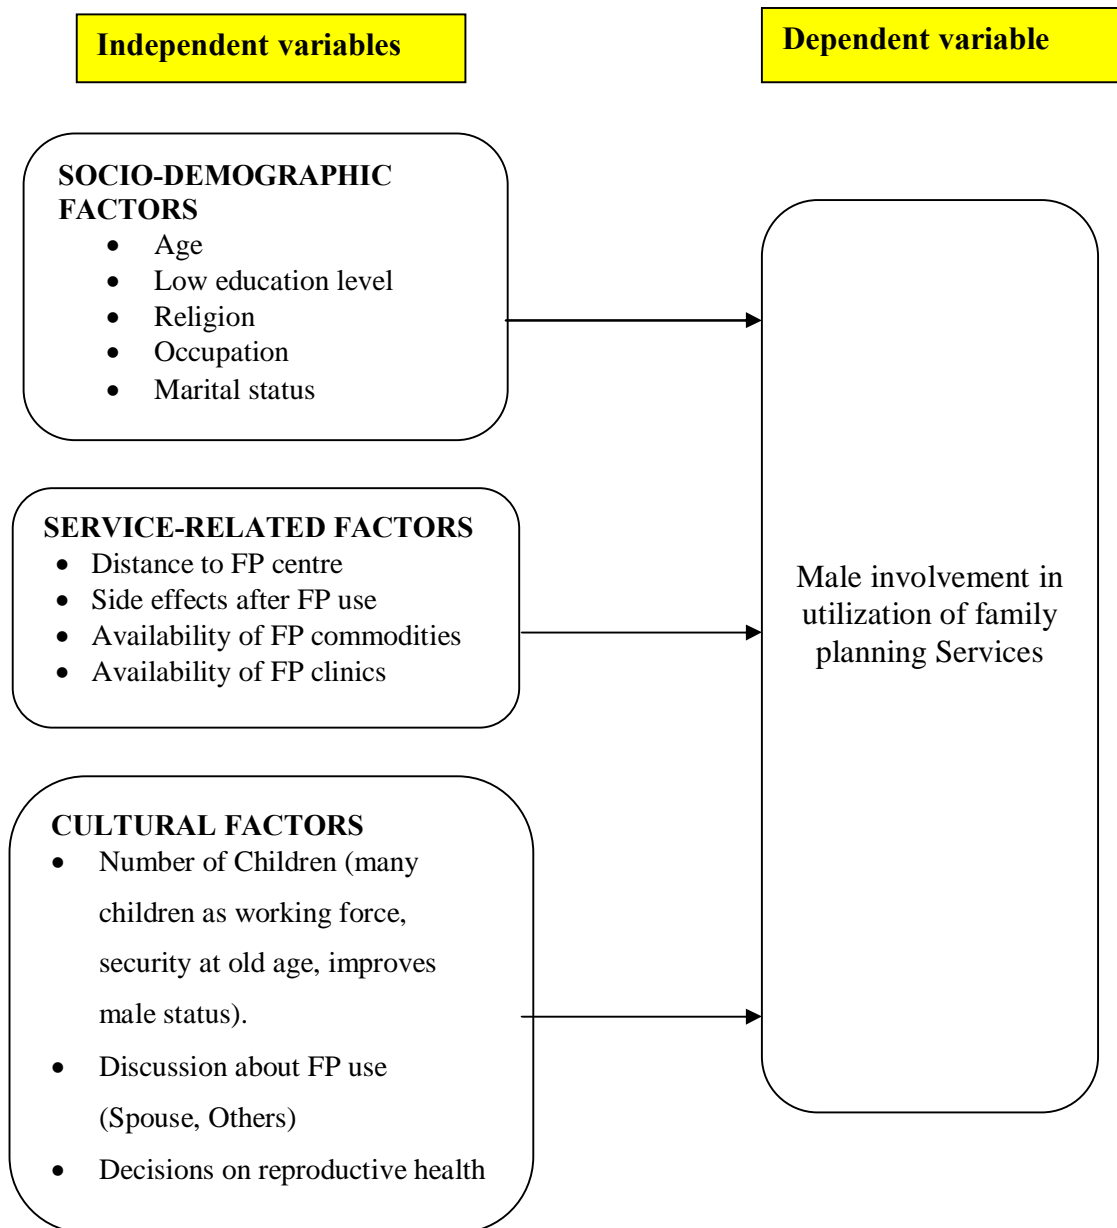 Independent variables
Dependent variable
SOCIO-DEMOGRAPHIC
FACTORS
• Age
• Low education level
• Religion
• Occupation
• Marital status
SERVICE-RELATED FACTORS
• Distance to FP centre
• Side effects after FP use
• Availability of FP commodities
• Availability of FP clinics
CULTURAL FACTORS
• Number of Children (many
children as working force,
security at old age, improves
male status).
• Discussion about FP use
(Spouse, Others)
• Decisions on reproductive health
Male involvement in
utilization of family
planning Services